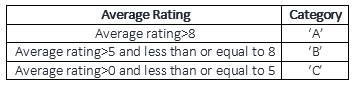 Average Rating Category
Average rating>8 ‘A’
Average rating>5 and less than or equal to 8 ‘B’
Average rating>0 and less than or equal to 5 ‘C’